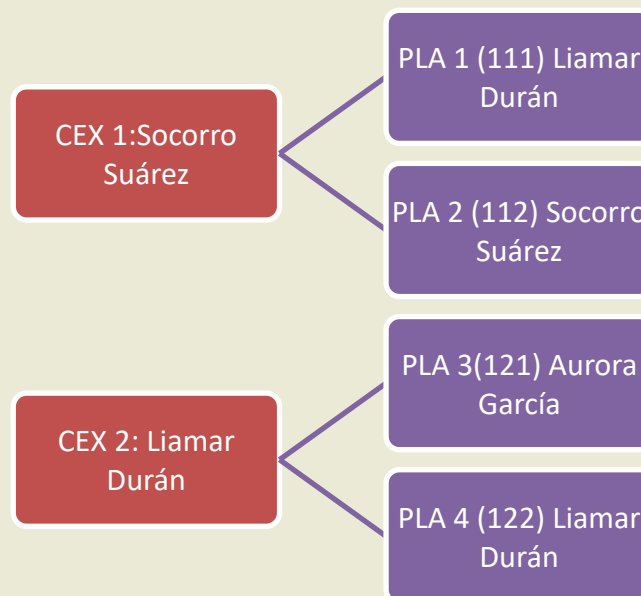 CEX 1:Socorro
Suárez
PLA 1 (111) Liamar
Durán
PLA 2 (112) Socorro
Suárez
CEX 2: Liamar
Durán
PLA 3(121) Aurora
García
PLA 4 (122) Liamar
Durán